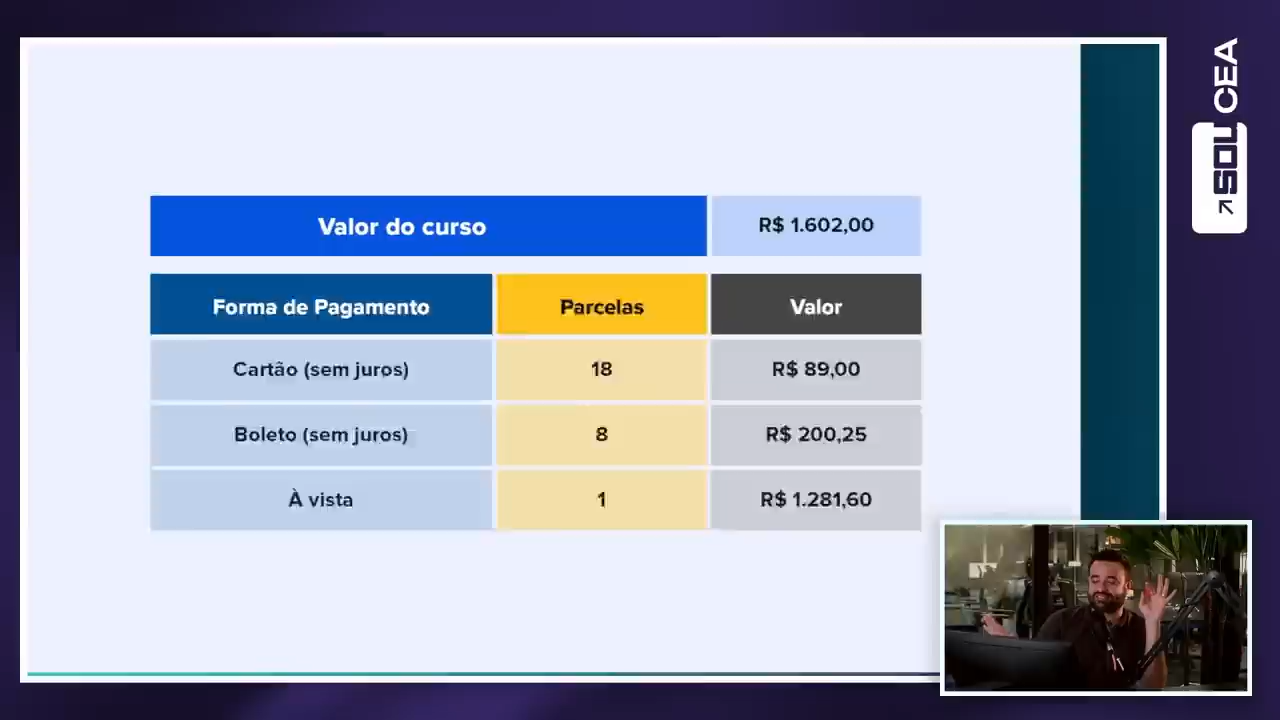 Valor do curso R$ 1.602,00
Forma de Pagamento Parcelas Valor
Cartão (sem juros) 18 R$ 89,00
Boleto (sem juros) 8 R$ 200,25
À vista 1 R$ 1.281,60
SOU CEA